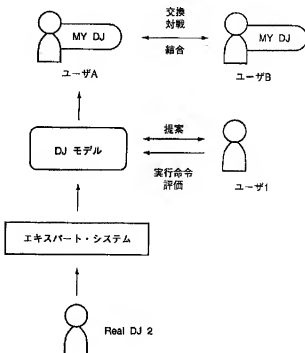 MY DJ
交換
対戦
結合
MY DJ
ユーザA
ユーザB
DJ モデル
提案
実行命令
評価
ユーザ1
エキスパート・システム
Real DJ 2